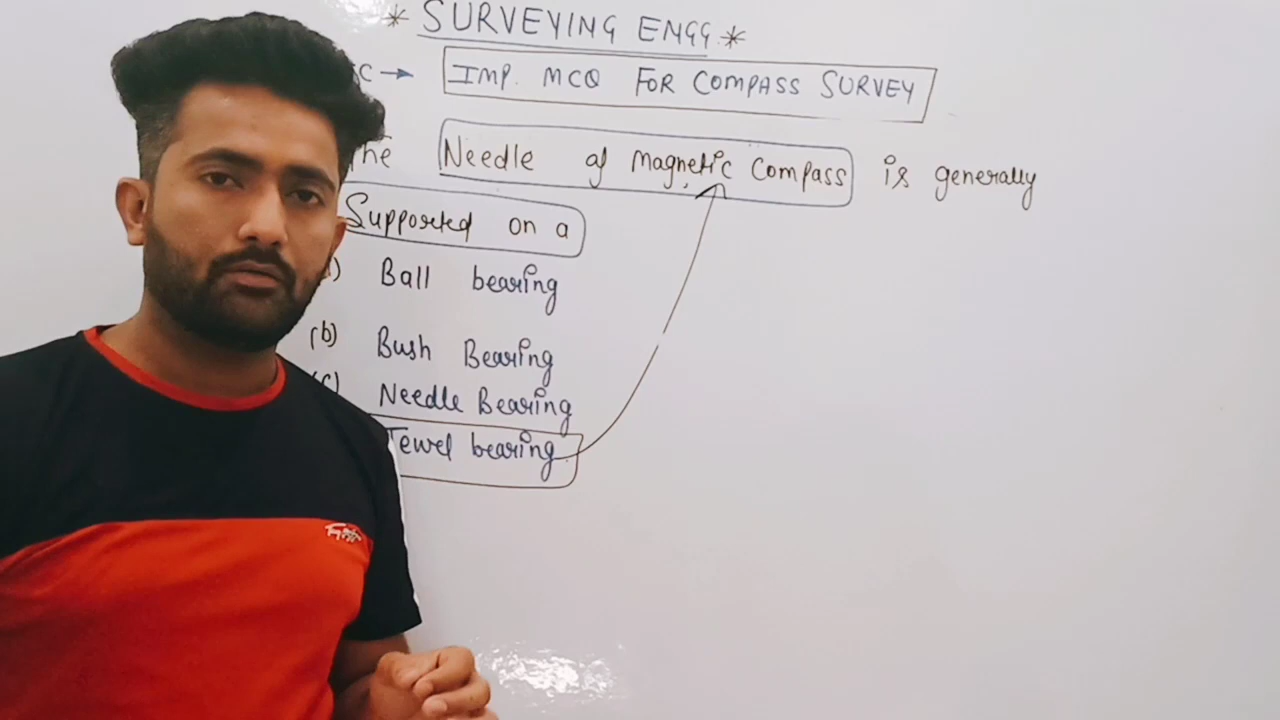 * SURVEYING ENGG. *
C → IMP. MCQ FOR COMPASS SURVEY
The Needle of Magnetic Compass is generally
Supported on a
) Ball bearing
(b) Bush Bearing
(c) Needle Bearing
Jewel bearing